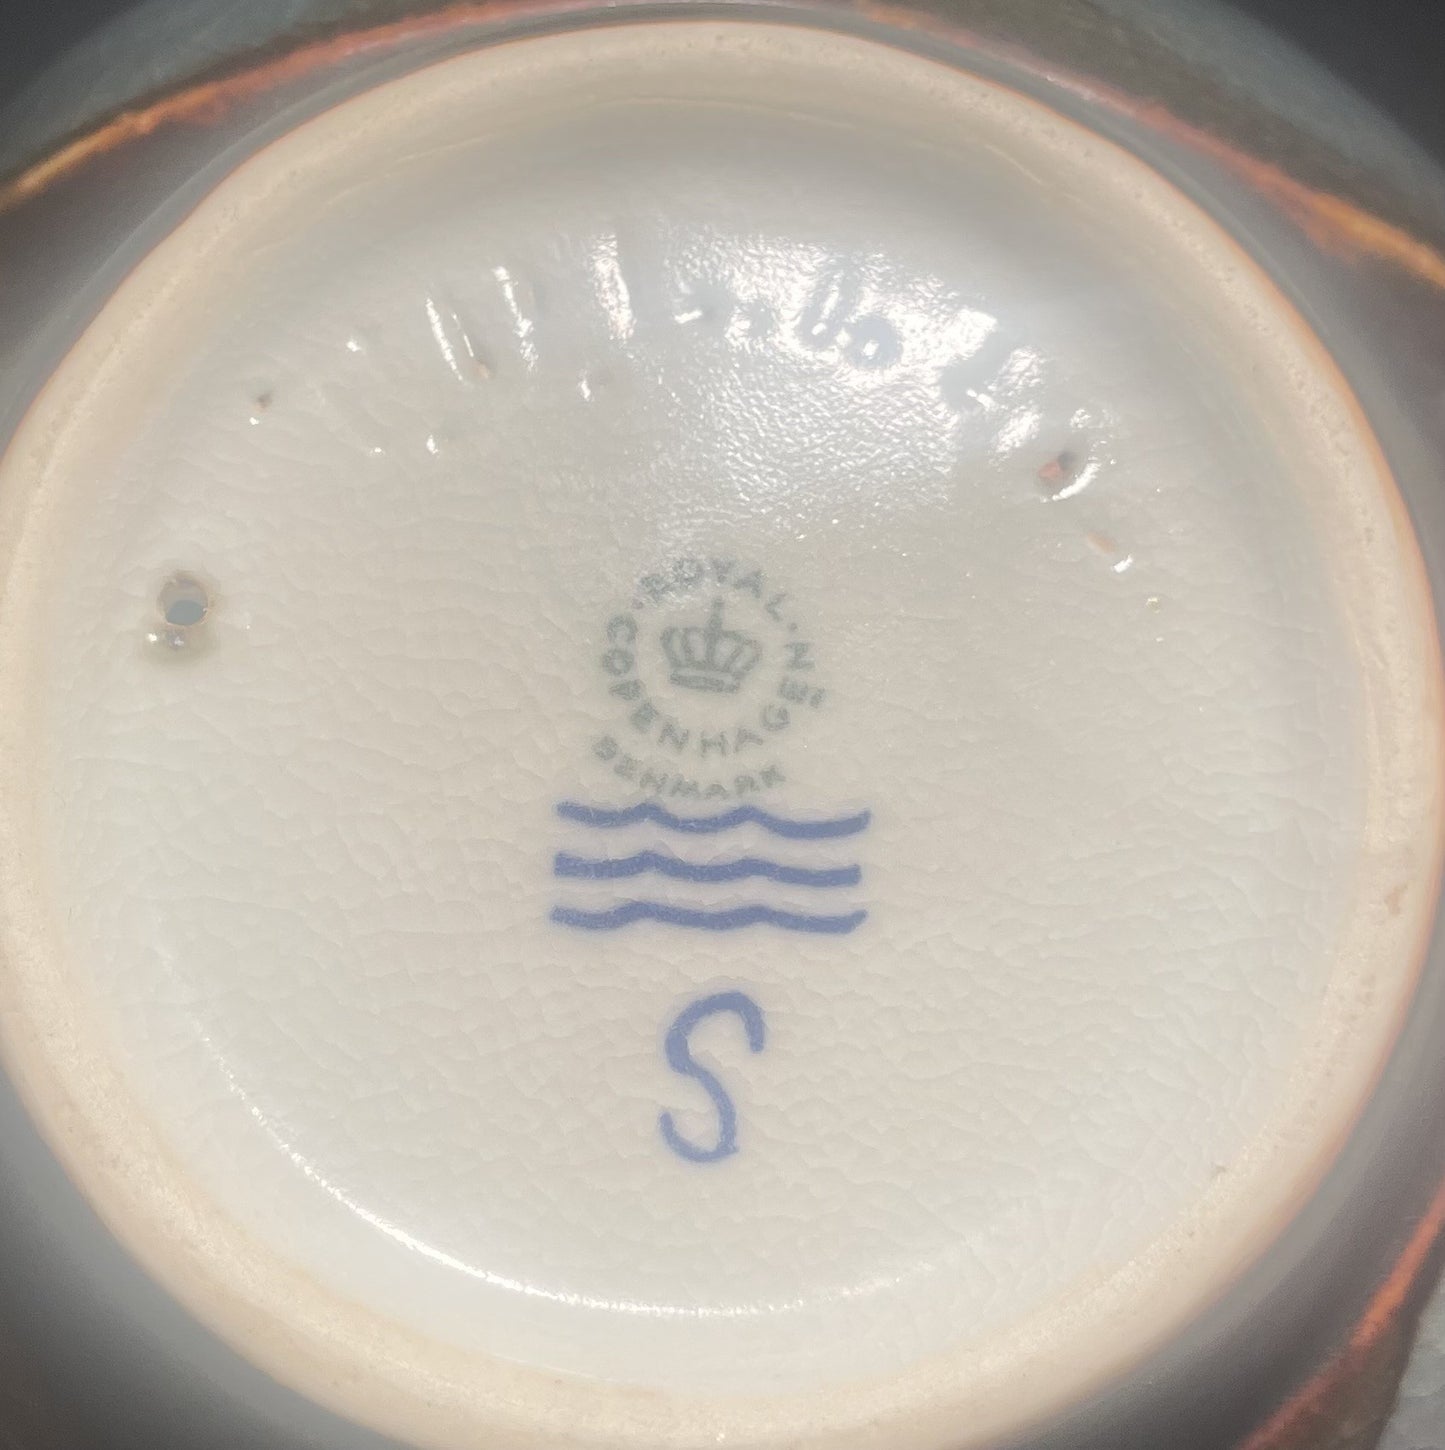 ROYAL · COPENHAGEN
DENMARK
S